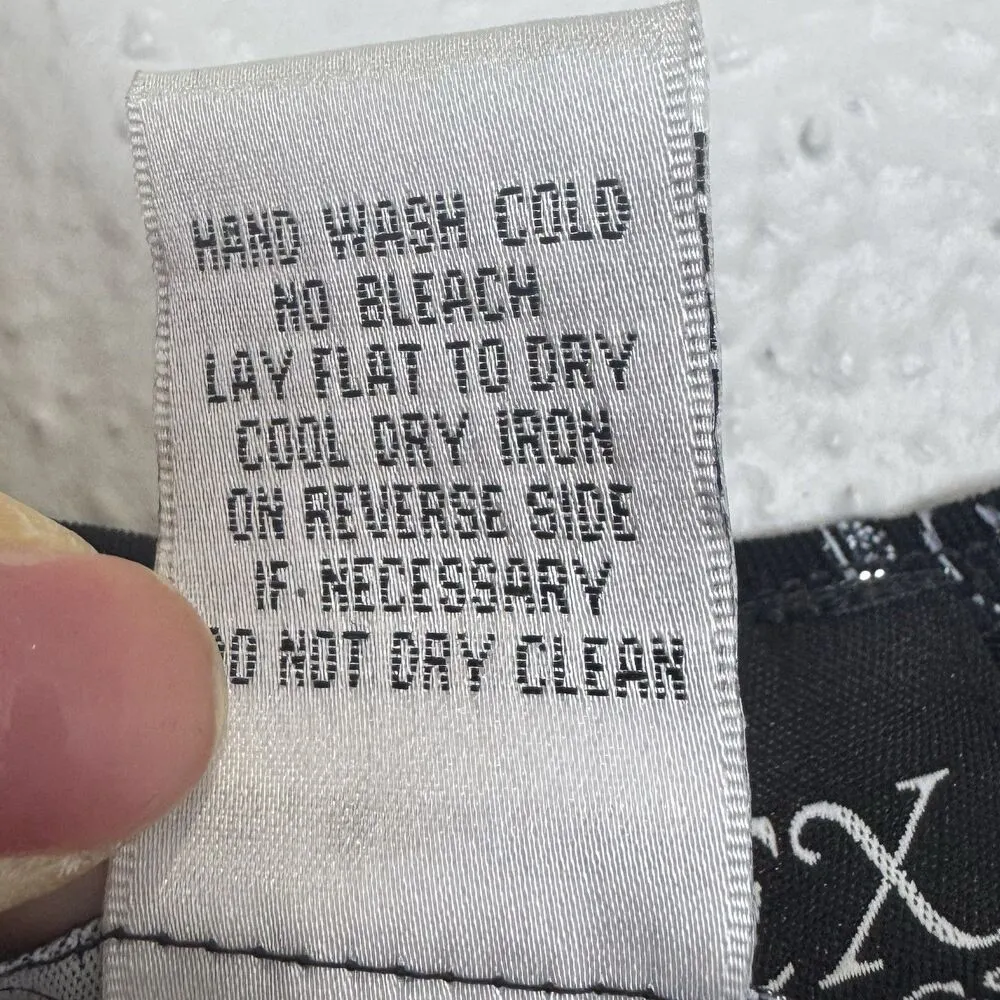 HAND WASH COLD
NO BLEACH
LAY FLAT TO DRY
COOL DRY IRON
ON REVERSE SIDE
IF NECESSARY
DO NOT DRY CLEAN
X